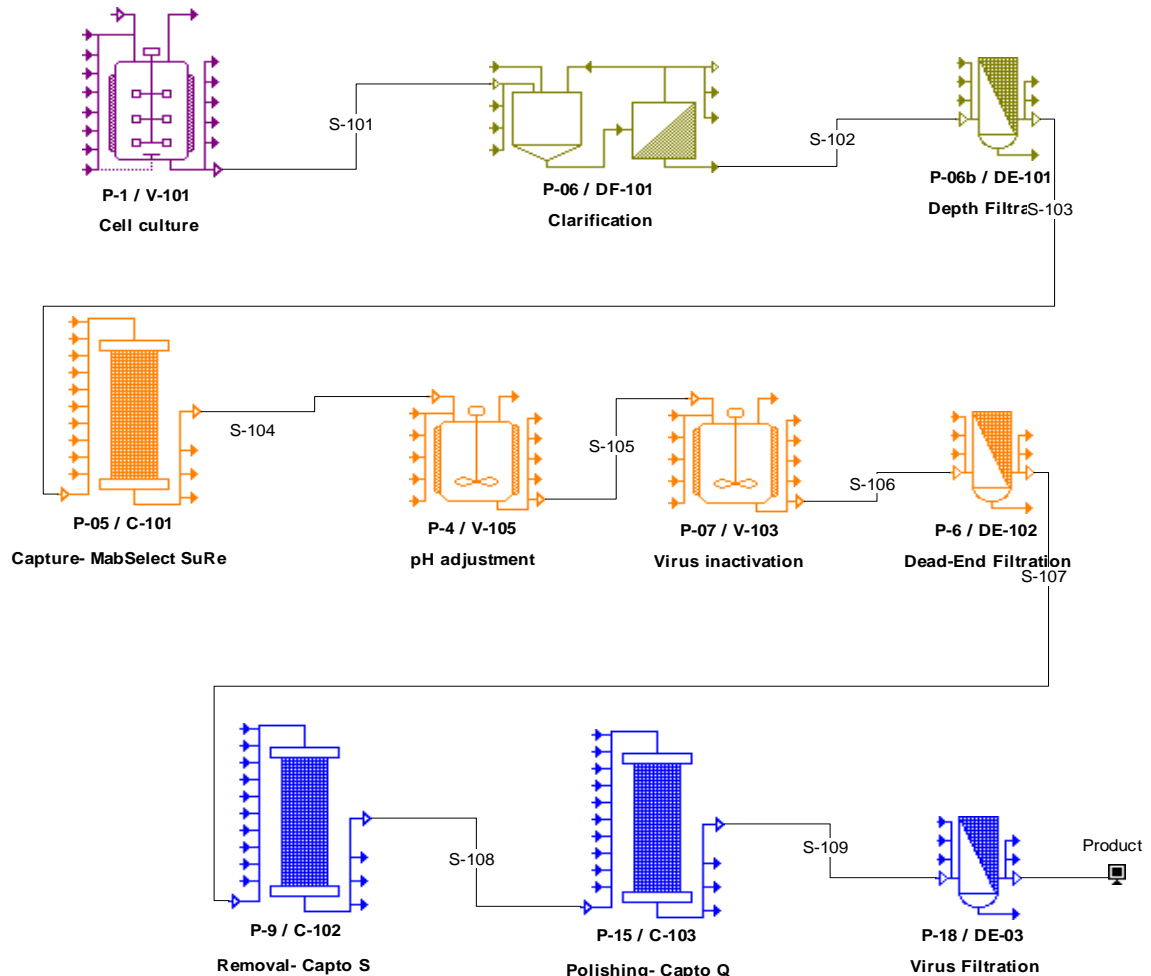 S-101
S-102
P-1 / V-101
Cell culture
P-06 / DF-101
Clarification
P-06b / DE-101
Depth Filtra
S-103
S-104
S-105
S-106
P-05 / C-101
Capture- MabSelect SuRe
P-4 / V-105
pH adjustment
P-07 / V-103
Virus inactivation
P-6 / DE-102
Dead-End Filtration
S-107
S-108
S-109
Product
P-9 / C-102
Removal- Capto S
P-15 / C-103
Polishing- Capto Q
P-18 / DE-03
Virus Filtration